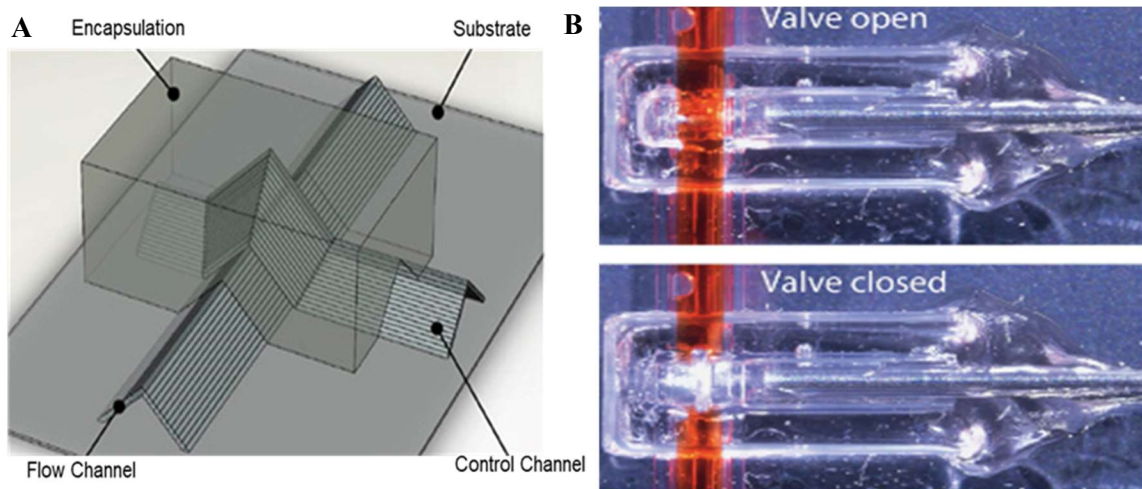 A
Encapsulation
Substrate
Flow Channel
Control Channel
B
Valve open
Valve closed